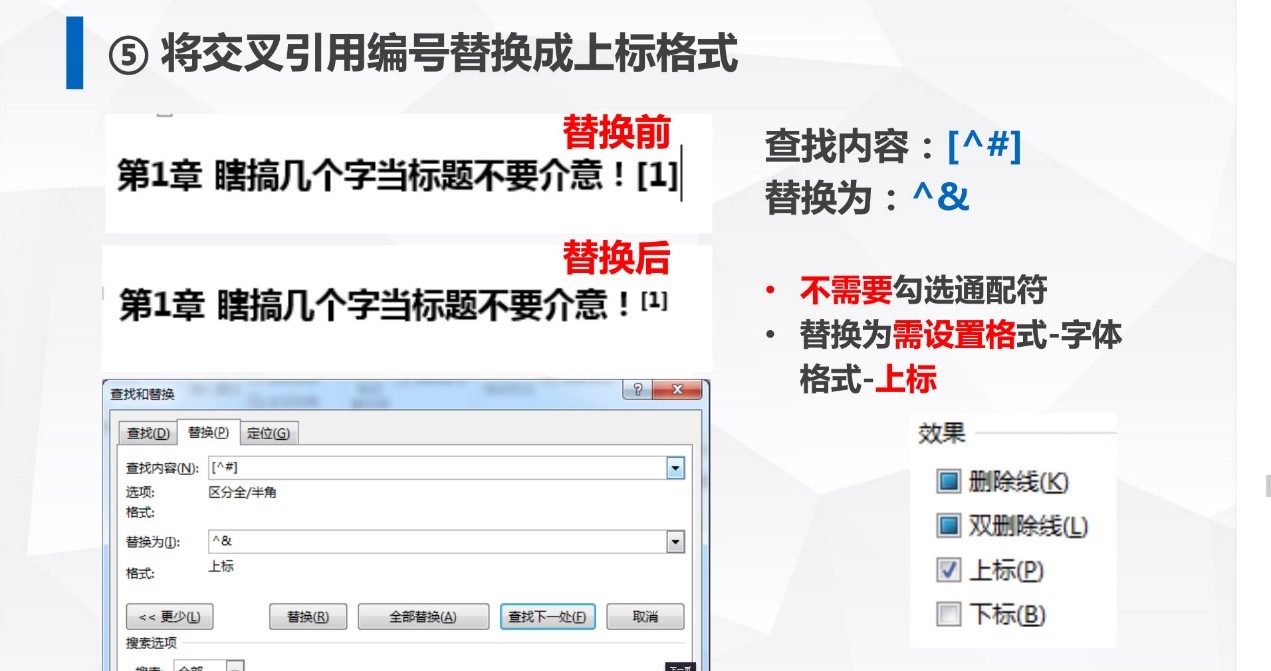 ⑤ 将交叉引用编号替换成上标格式
替换前
第1章 瞎搞几个字当标题不要介意！[1]
替换后
第1章 瞎搞几个字当标题不要介意！[1]
查找内容：[^#]
替换为：^&
• 不需要勾选通配符
• 替换为需设置格式-字体
格式-上标
查找和替换
查找(D) 替换(P) 定位(G)
查找内容(N): [^#]
选项: 区分全/半角
格式:
替换为(I): ^&
格式: 上标
<< 更少(L) 替换(R) 全部替换(A) 查找下一处(F) 取消
搜索选项
搜索: 全部
效果
删除线(K)
双删除线(L)
上标(P)
下标(B)